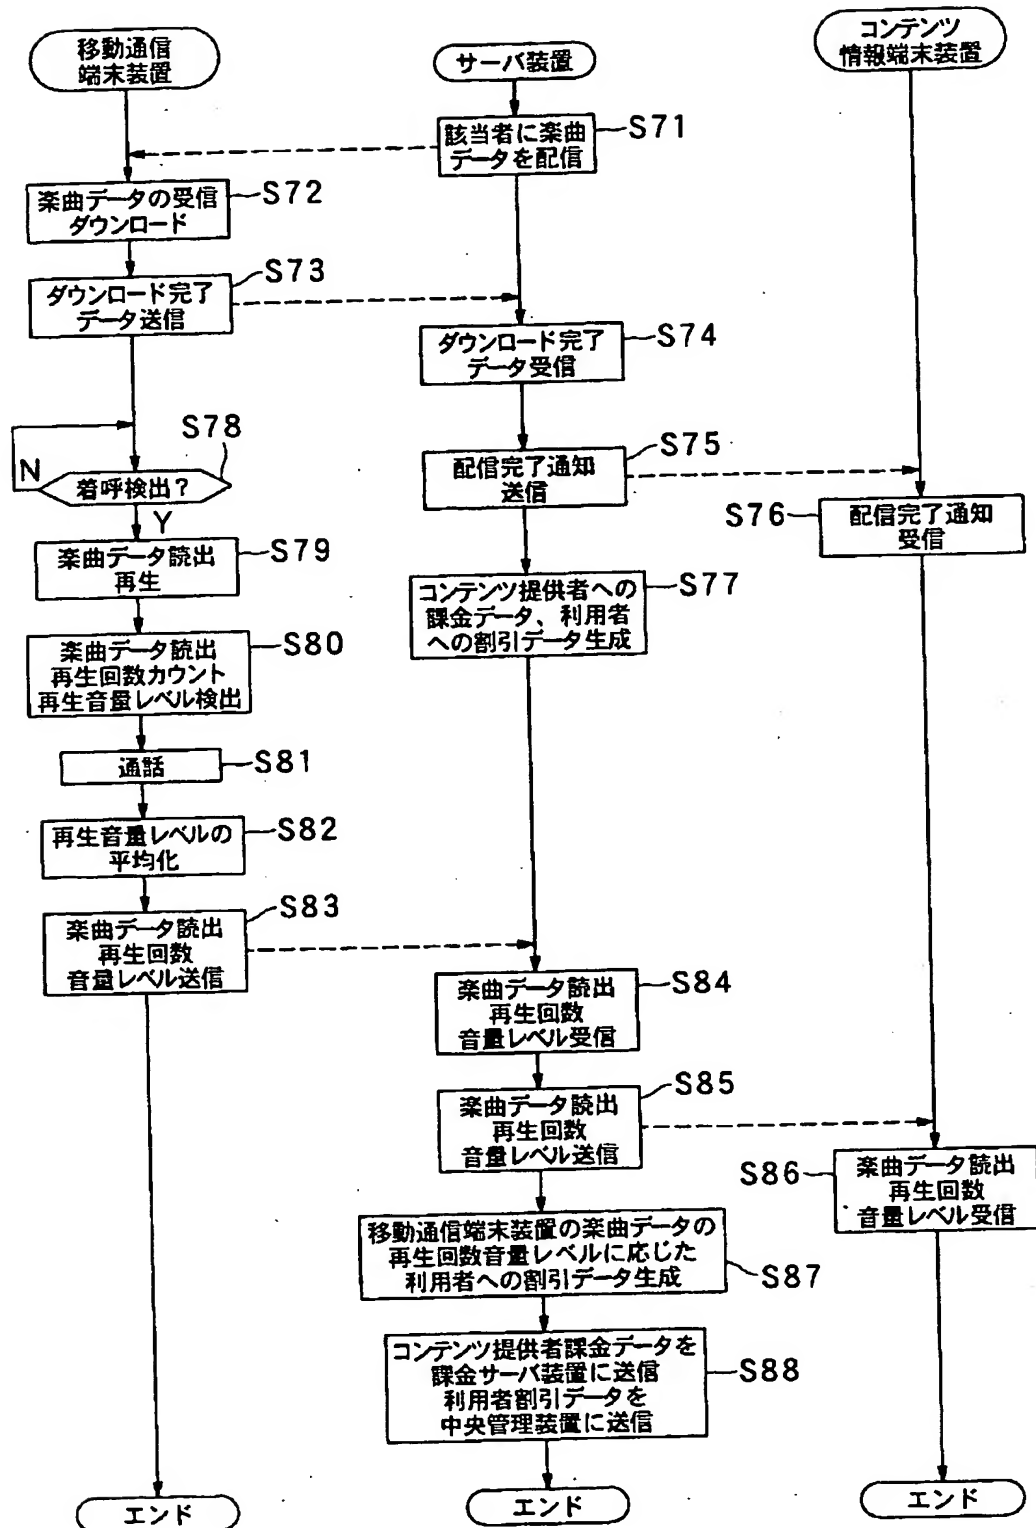 移動通信
端末装置
サーバ装置
コンテンツ
情報端末装置
該当者に楽曲
データを配信
S71
楽曲データの受信
ダウンロード
S72
ダウンロード完了
データ送信
S73
ダウンロード完了
データ受信
S74
配信完了通知
送信
S75
S76
配信完了通知
受信
コンテンツ提供者への
課金データ、利用者
への割引データ生成
S77
S78
N
着呼検出?
Y
楽曲データ読出
再生
S79
楽曲データ読出
再生回数カウント
再生音量レベル検出
S80
通話
S81
再生音量レベルの
平均化
S82
楽曲データ読出
再生回数
音量レベル送信
S83
楽曲データ読出
再生回数
音量レベル受信
S84
楽曲データ読出
再生回数
音量レベル送信
S85
S86
楽曲データ読出
再生回数
音量レベル受信
移動通信端末装置の楽曲データの
再生回数音量レベルに応じた
利用者への割引データ生成
S87
コンテンツ提供者課金データを
課金サーバ装置に送信
利用者割引データを
中央管理装置に送信
S88
エンド
エンド
エンド